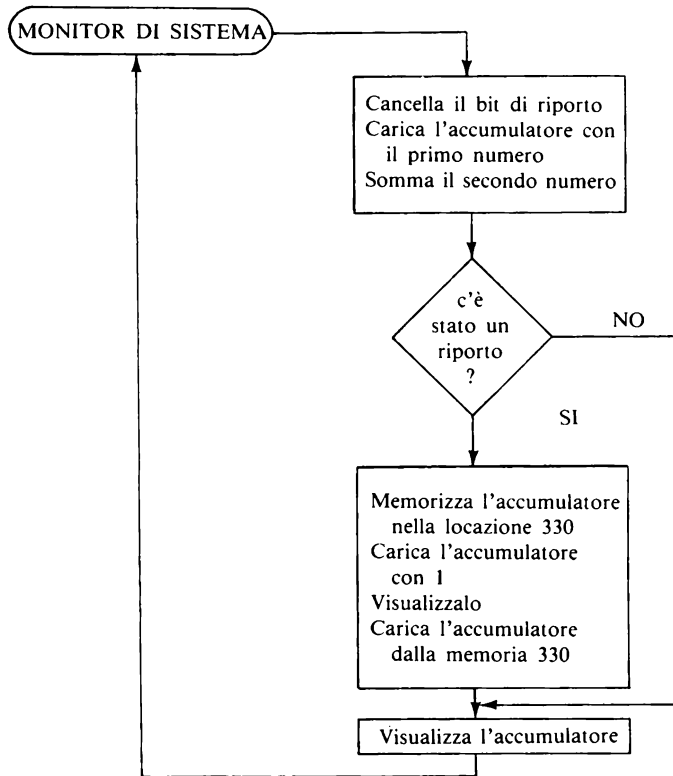 MONITOR DI SISTEMA
Cancella il bit di riporto
Carica l'accumulatore con
il primo numero
Somma il secondo numero
c'è
stato un
riporto
?
NO
SI
Memorizza l'accumulatore
nella locazione 330
Carica l'accumulatore
con 1
Visualizzalo
Carica l'accumulatore
dalla memoria 330
Visualizza l'accumulatore